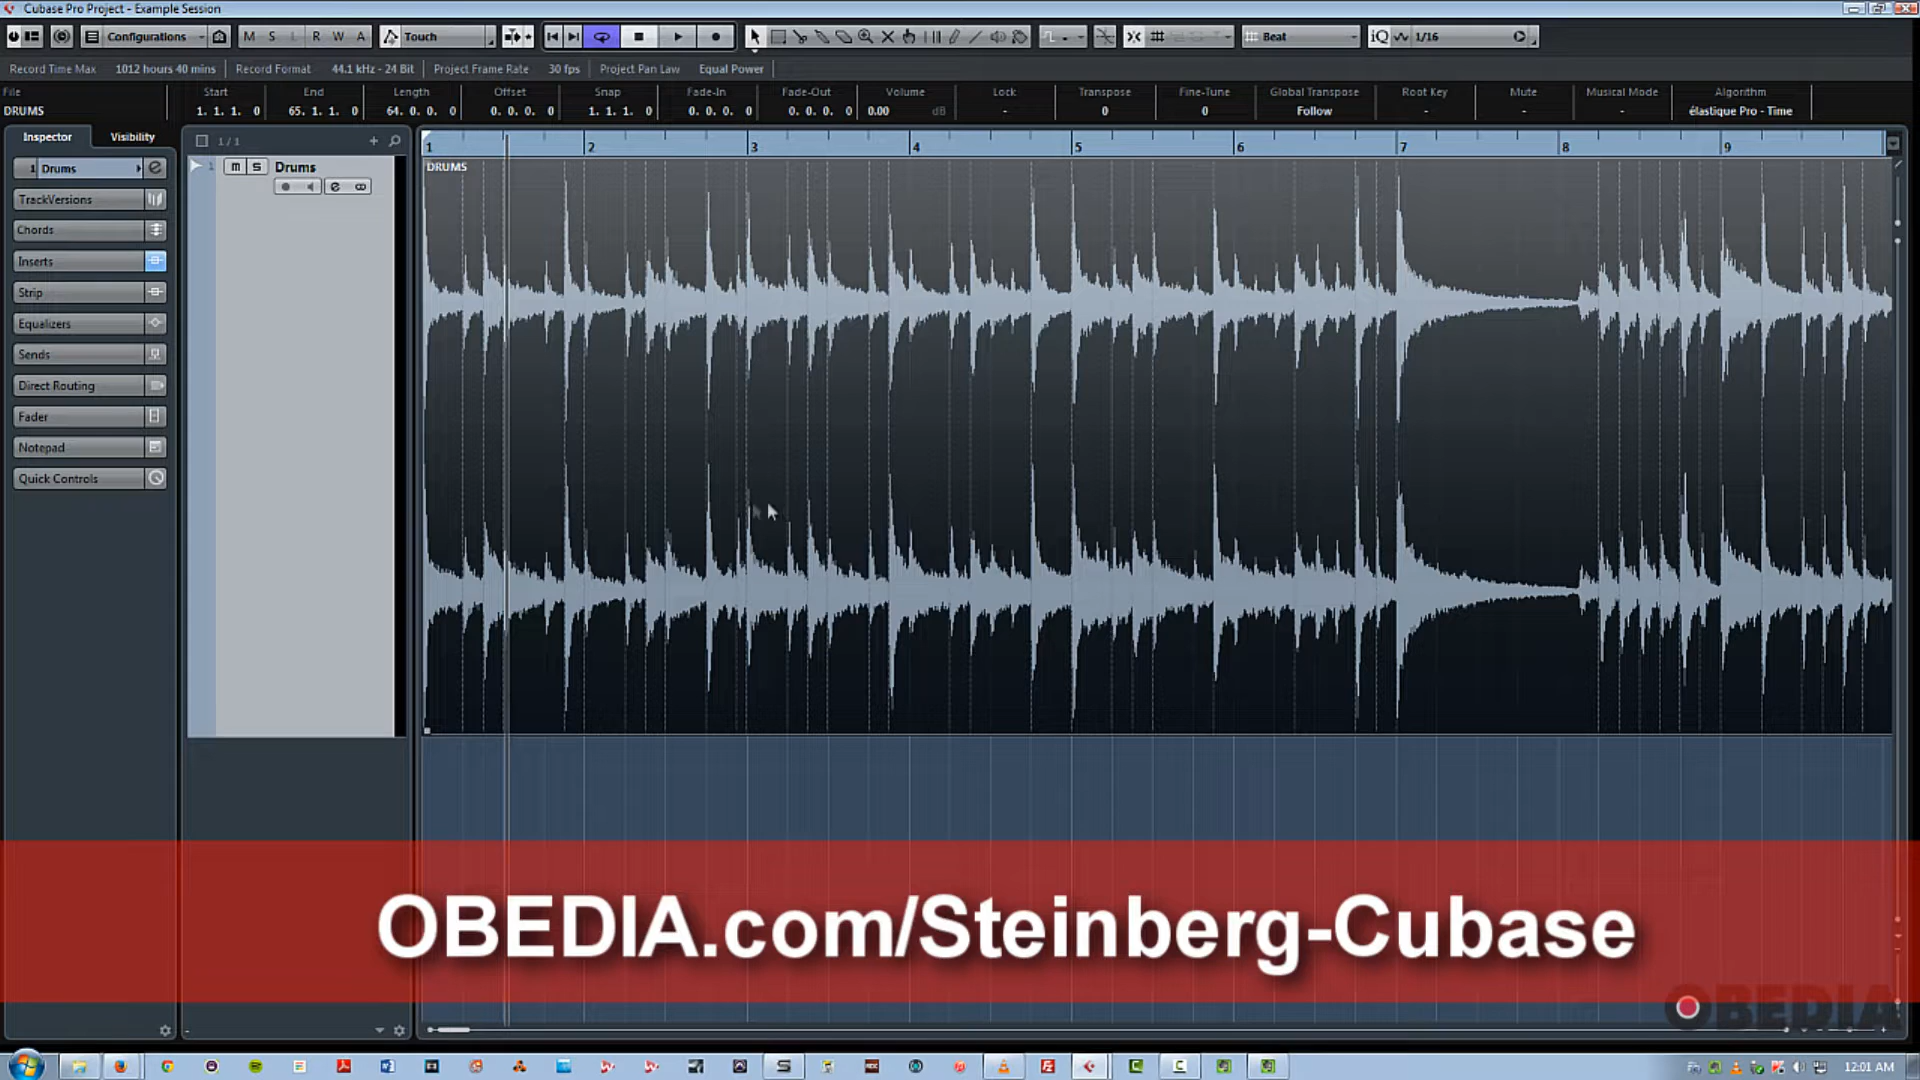 Cubase Pro Project - Example Session
Configurations M S L R W A Touch Beat iQ 1/16
Record Time Max 1012 hours 40 mins Record Format 44.1 kHz - 24 Bit Project Frame Rate 30 fps Project Pan Law Equal Power
File Start End Length Offset Snap Fade-In Fade-Out Volume Lock Transpose Fine-Tune Global Transpose Root Key Mute Musical Mode Algorithm
DRUMS 1. 1. 1. 0 65. 1. 1. 0 64. 0. 0. 0 0. 0. 0. 0 1. 1. 1. 0 0. 0. 0. 0 0. 0. 0. 0 0.00 dB - 0 0 Follow - - - élastique Pro - Time
Inspector Visibility 1 / 1
1 2 3 4 5 6 7 8 9
1 Drums
1 m S Drums
DRUMS
TrackVersions
Chords
Inserts
Strip
Equalizers
Sends
Direct Routing
Fader
Notepad
Quick Controls
OBEDIA.com/Steinberg-Cubase
OBEDIA
12:01 AM